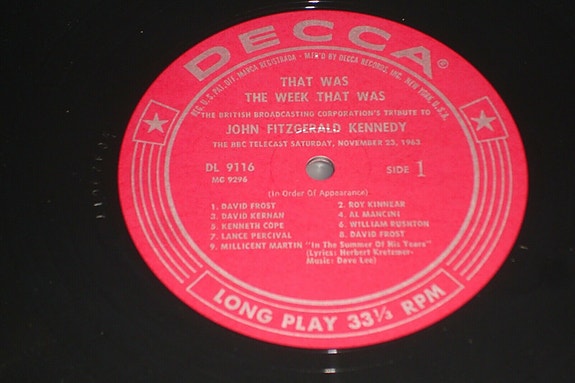 DECCA®
REG. U.S. PAT. OFF. MARCA REGISTRADA - MFR'D BY DECCA RECORDS, INC., NEW YORK, U.S.A.
THAT WAS
THE WEEK THAT WAS
THE BRITISH BROADCASTING CORPORATION'S TRIBUTE TO
JOHN FITZGERALD KENNEDY
THE BBC TELECAST SATURDAY, NOVEMBER 23, 1963
DL 9116
MG 9296
SIDE 1
(In Order Of Appearance)
1. DAVID FROST 2. ROY KINNEAR
3. DAVID KERNAN 4. AL MANCINI
5. KENNETH COPE 6. WILLIAM RUSHTON
7. LANCE PERCIVAL 8. DAVID FROST
9. MILLICENT MARTIN "In The Summer Of His Years"
(Lyrics: Herbert Kretzmer-
Music: Dave Lee)
LONG PLAY 33⅓ RPM